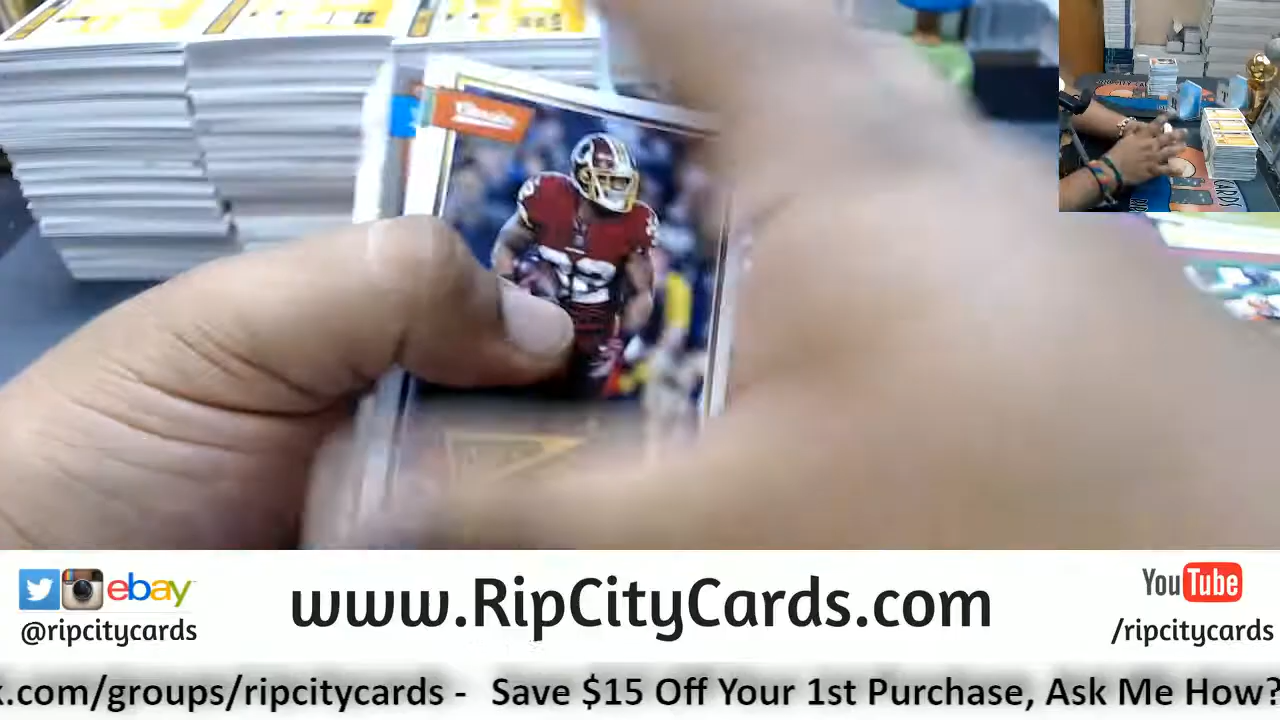 32
ebay
@ripcitycards
www.RipCityCards.com
YouTube
/ripcitycards
k.com/groups/ripcitycards - Save $15 Off Your 1st Purchase, Ask Me How?